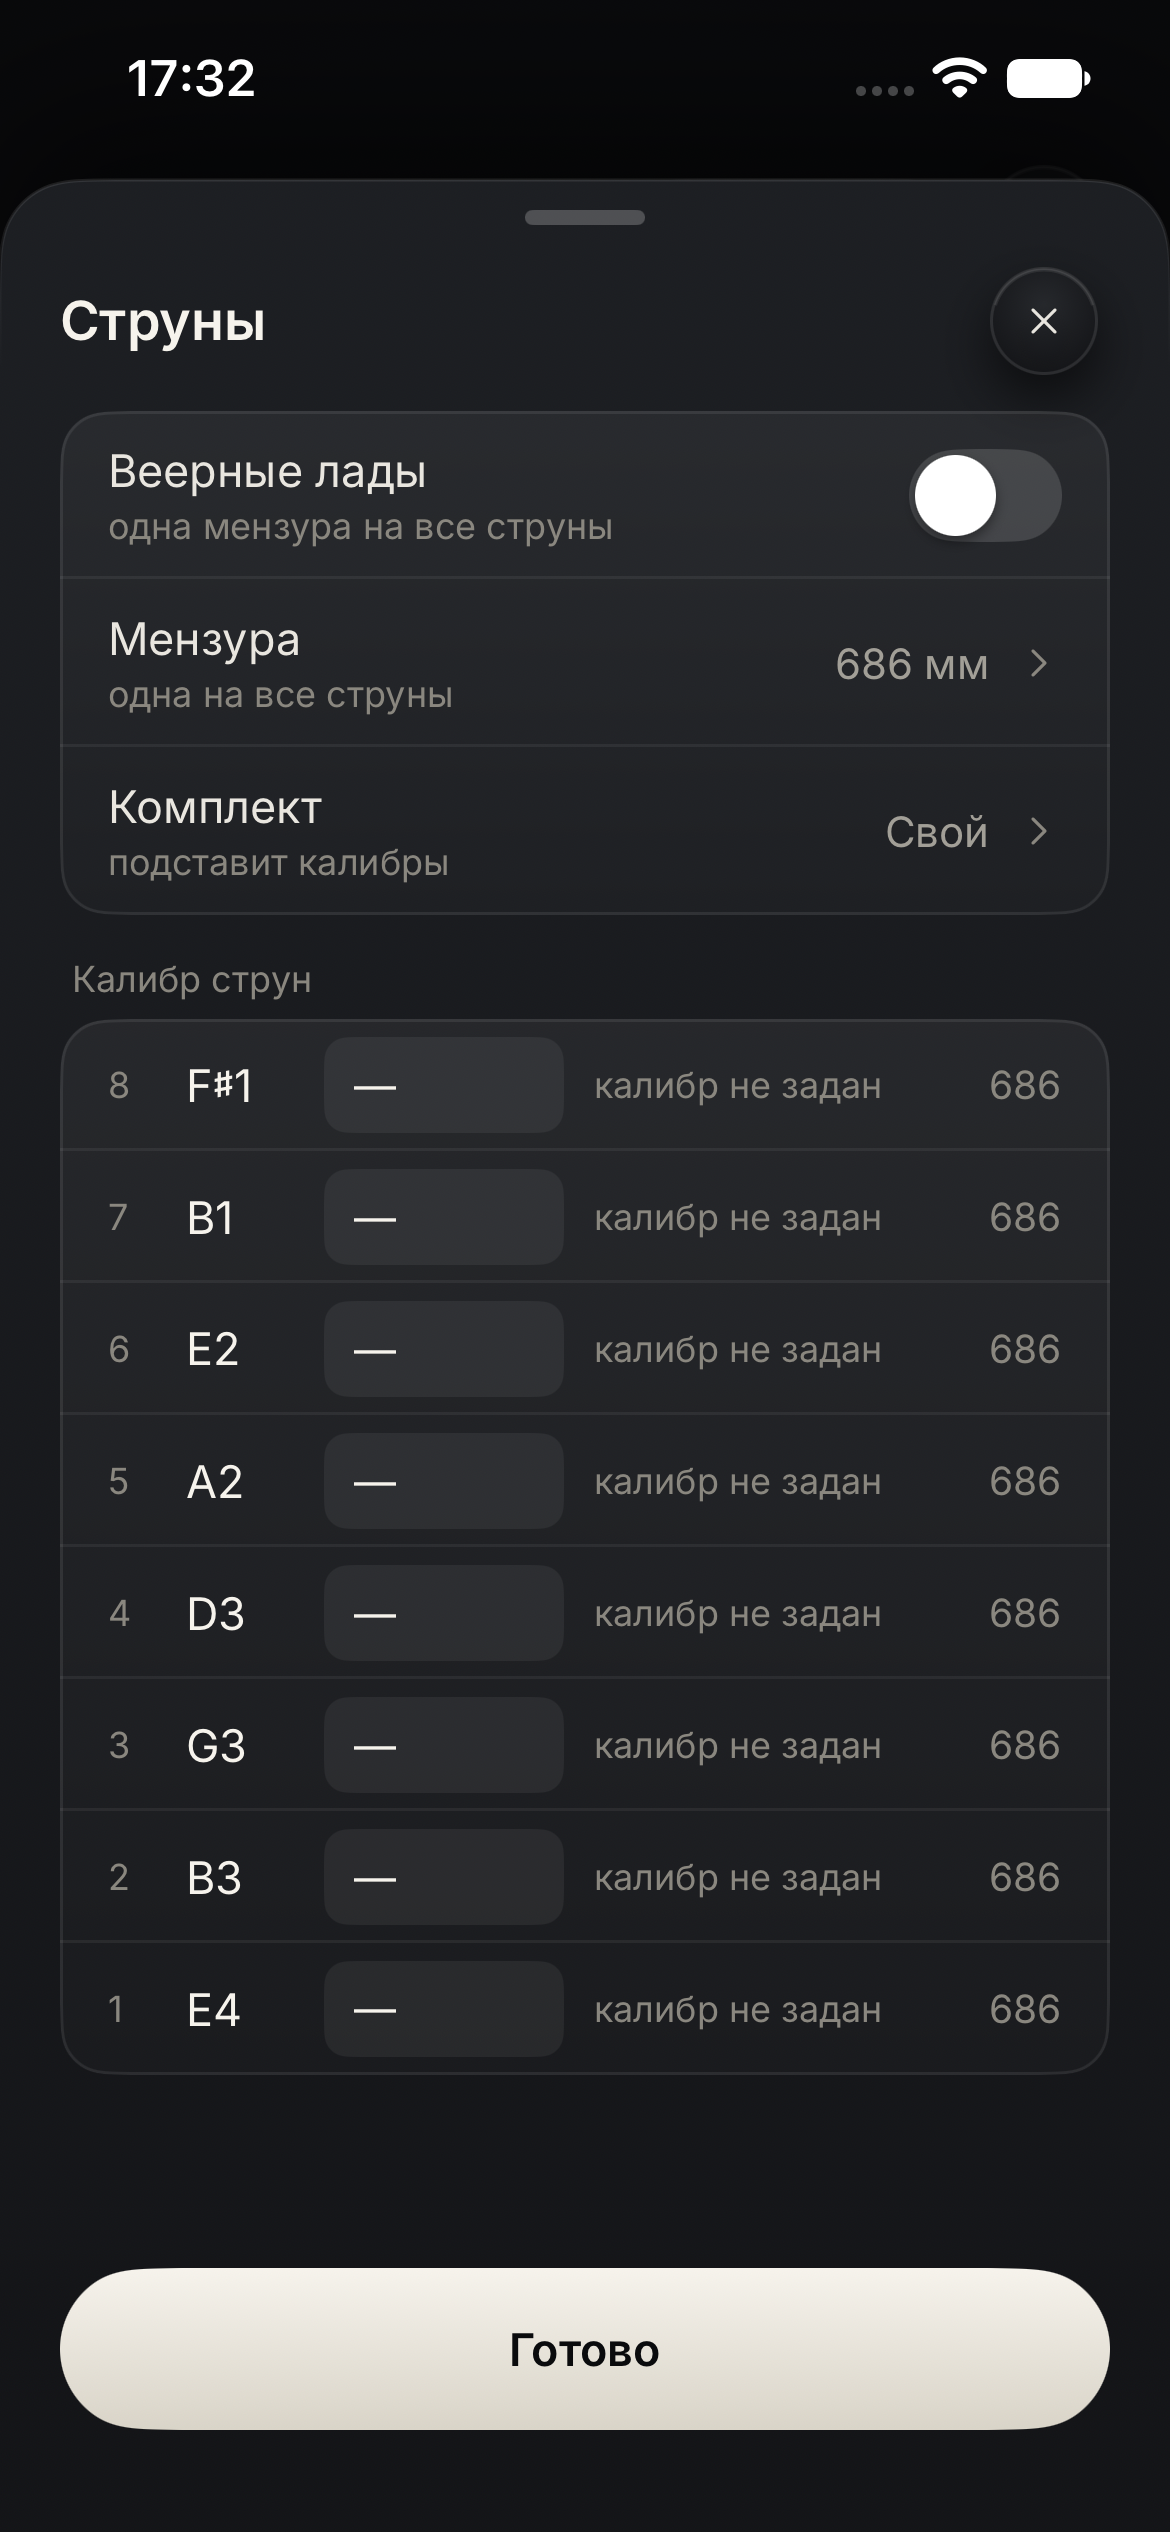 17:32
Струны
Веерные лады
одна мензура на все струны
Мензура
одна на все струны
686 мм
Комплект
подставит калибры
Свой
Калибр струн
8 F♯1 — калибр не задан 686
7 B1 — калибр не задан 686
6 E2 — калибр не задан 686
5 A2 — калибр не задан 686
4 D3 — калибр не задан 686
3 G3 — калибр не задан 686
2 B3 — калибр не задан 686
1 E4 — калибр не задан 686
Готово